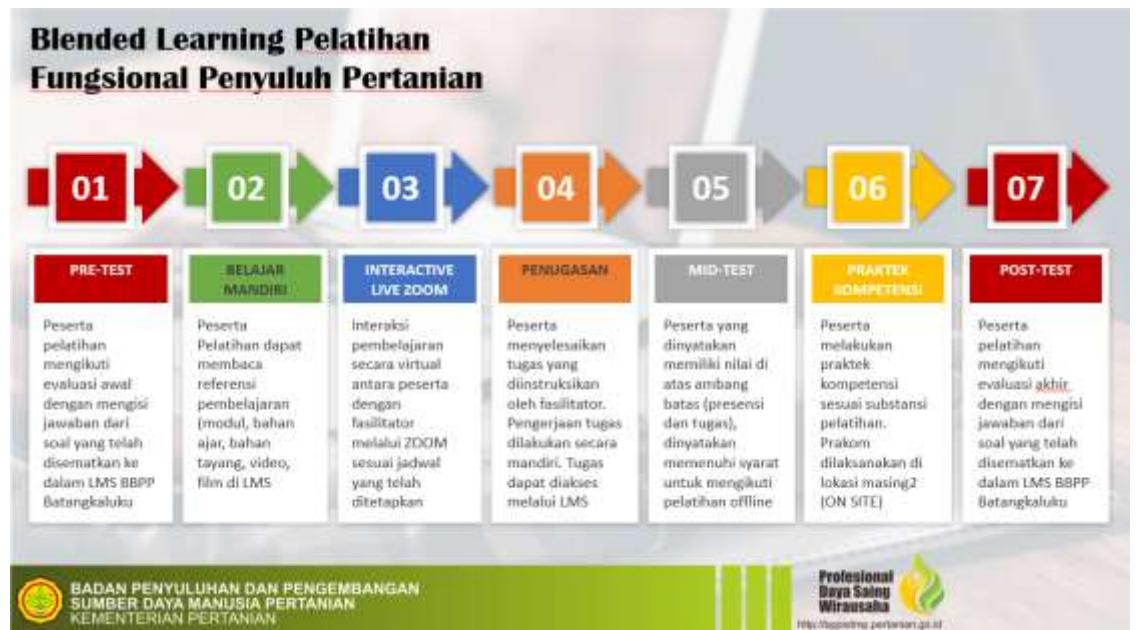 Blended Learning Pelatihan
Fungsional Penyuluh Pertanian
01
02
03
04
05
06
07
PRE-TEST
Peserta
pelatihan
mengikuti
evaluasi awal
dengan mengisi
jawaban dari
soal yang telah
disematkan ke
dalam LMS BBPP
Batangkaluku
BELAJAR
MANDIRI
Peserta
Pelatihan dapat
membaca
referensi
pembelajaran
(modul, bahan
ajar, bahan
tayang, video,
film di LMS
INTERACTIVE
LIVE ZOOM
Interaksi
pembelajaran
secara virtual
antara peserta
dengan
fasilitator
melalui ZOOM
sesuai jadwal
yang telah
ditetapkan
PENUGASAN
Peserta
menyelesaikan
tugas yang
diinstruksikan
oleh fasilitator.
Pengerjaan tugas
dilakukan secara
mandiri. Tugas
dapat diakses
melalui LMS
MID-TEST
Peserta yang
dinyatakan
memiliki nilai di
atas ambang
batas (presensi
dan tugas),
dinyatakan
memenuhi syarat
untuk mengikuti
pelatihan offline
PRAKTEK
KOMPETENSI
Peserta
melakukan
praktek
kompetensi
sesuai substansi
pelatihan.
Prakom
dilaksanakan di
lokasi masing2
(ON SITE)
POST-TEST
Peserta
pelatihan
mengikuti
evaluasi akhir
dengan mengisi
jawaban dari
soal yang telah
disematkan ke
dalam LMS BBPP
Batangkaluku
BADAN PENYULUHAN DAN PENGEMBANGAN
SUMBER DAYA MANUSIA PERTANIAN
KEMENTERIAN PERTANIAN
Profesional
Daya Saing
Wirausaha